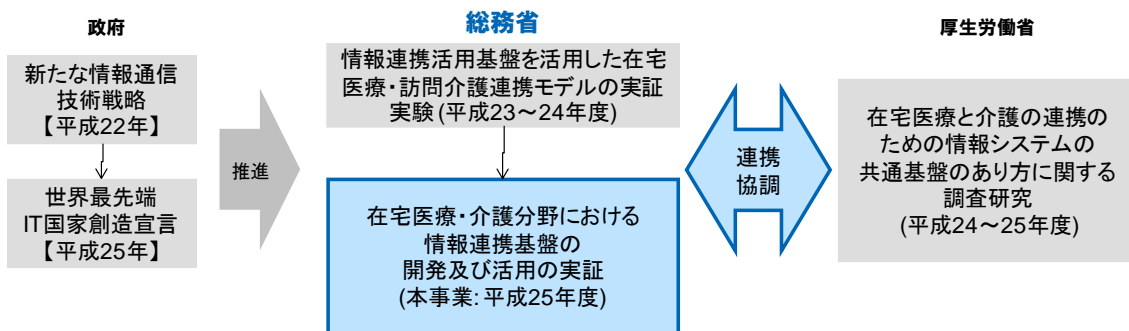 政府
新たな情報通信
技術戦略
【平成22年】
世界最先端
IT国家創造宣言
【平成25年】
推進
総務省
情報連携活用基盤を活用した在宅
医療・訪問介護連携モデルの実証
実験(平成23～24年度)
在宅医療・介護分野における
情報連携基盤の
開発及び活用の実証
(本事業:平成25年度)
連携
協調
厚生労働省
在宅医療と介護の連携の
ための情報システムの
共通基盤のあり方に関する
調査研究
(平成24～25年度)